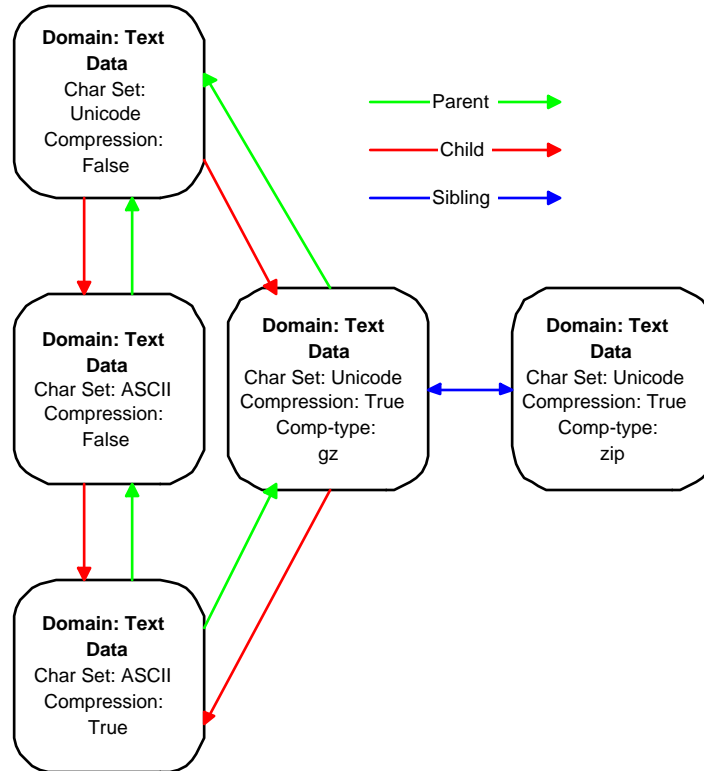 Domain: Text
Data
Char Set:
Unicode
Compression:
False
Parent
Child
Sibling
Domain: Text
Data
Char Set: ASCII
Compression:
False
Domain: Text
Data
Char Set: Unicode
Compression: True
Comp-type:
gz
Domain: Text
Data
Char Set: Unicode
Compression: True
Comp-type:
zip
Domain: Text
Data
Char Set: ASCII
Compression:
True